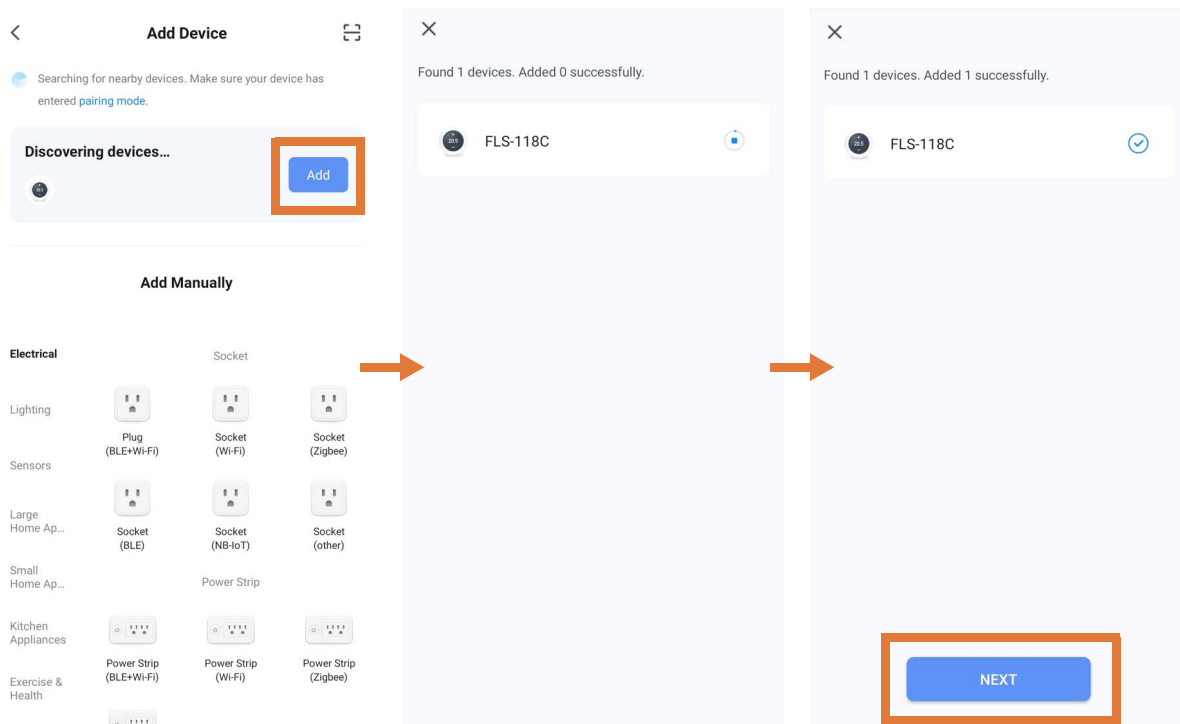 Add Device
Searching for nearby devices. Make sure your device has
entered pairing mode.
Discovering devices...
Add
Add Manually
Electrical
Lighting
Sensors
Large
Home Ap...
Small
Home Ap...
Kitchen
Appliances
Exercise &
Health
Socket
Plug
(BLE+Wi-Fi)
Socket
(Wi-Fi)
Socket
(Zigbee)
Socket
(BLE)
Socket
(NB-IoT)
Socket
(other)
Power Strip
Power Strip
(BLE+Wi-Fi)
Power Strip
(Wi-Fi)
Power Strip
(Zigbee)
Found 1 devices. Added 0 successfully.
20.5
FLS-118C
Found 1 devices. Added 1 successfully.
20.5
FLS-118C
NEXT